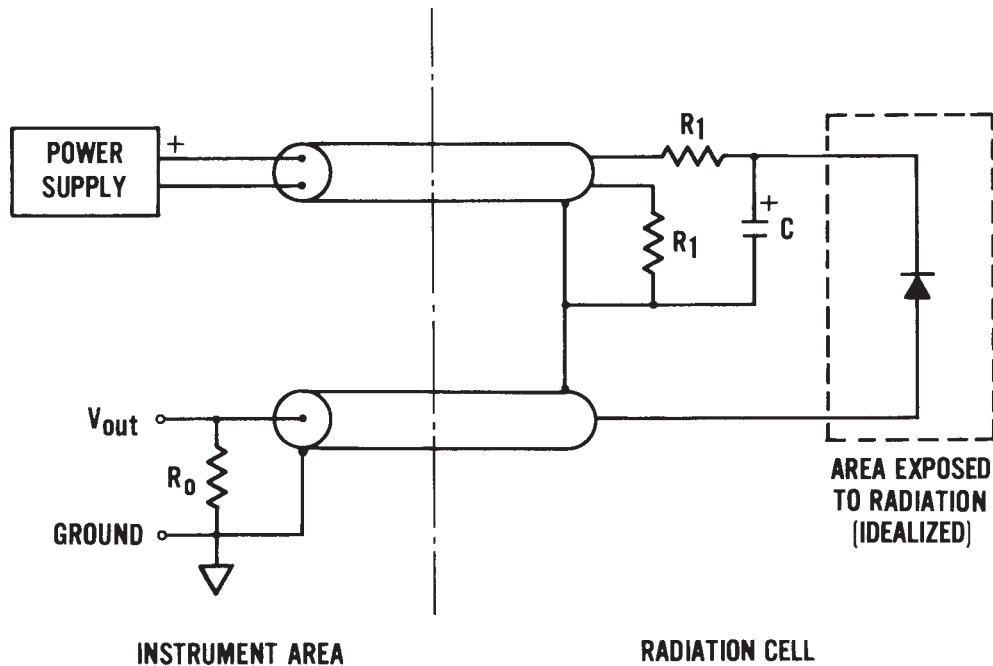 R1
POWER
SUPPLY
+
+
C
R1
Vout
R0
GROUND
AREA EXPOSED
TO RADIATION
(IDEALIZED)
INSTRUMENT AREA
RADIATION CELL